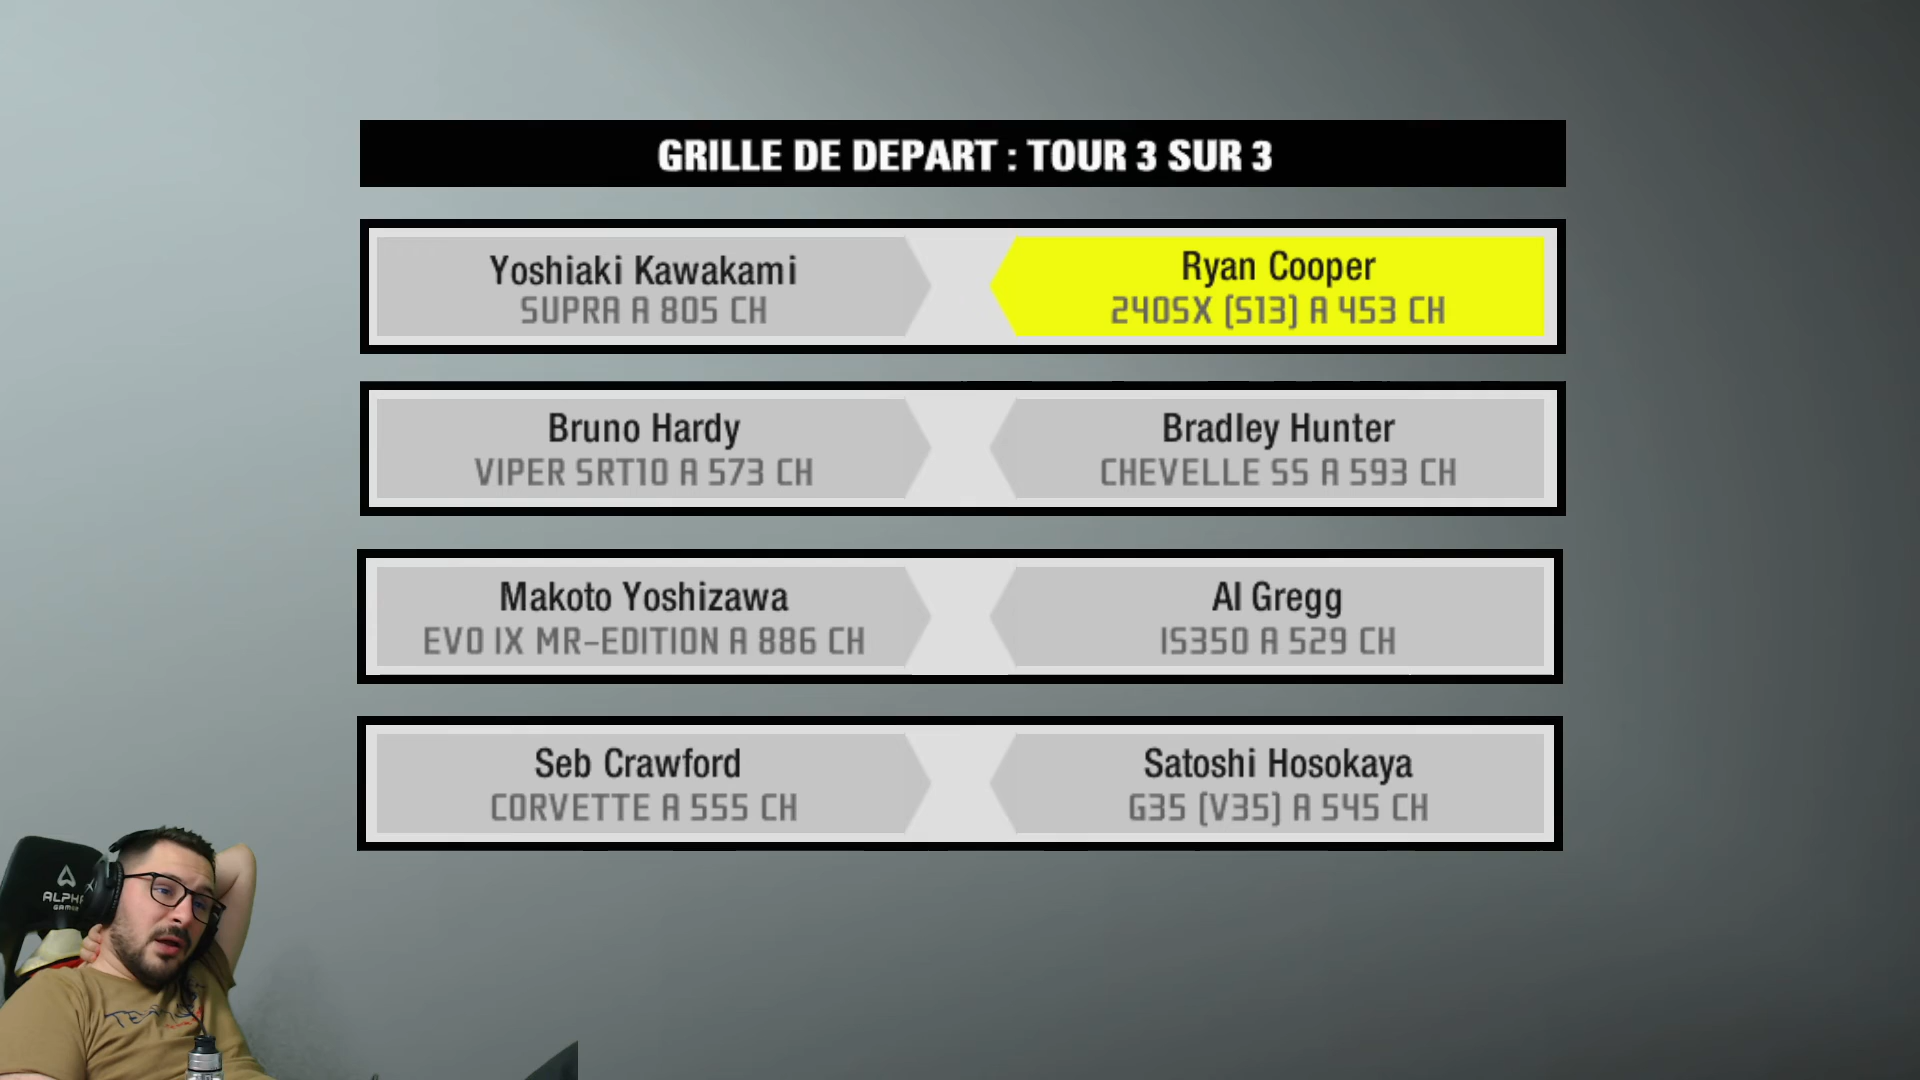 GRILLE DE DEPART : TOUR 3 SUR 3
Yoshiaki Kawakami
SUPRA A 805 CH
Ryan Cooper
240SX (S13) A 453 CH
Bruno Hardy
VIPER SRT10 A 573 CH
Bradley Hunter
CHEVELLE SS A 593 CH
Makoto Yoshizawa
EVO IX MR-EDITION A 886 CH
Al Gregg
IS350 A 529 CH
Seb Crawford
CORVETTE A 555 CH
Satoshi Hosokaya
G35 (V35) A 545 CH
ALPHA